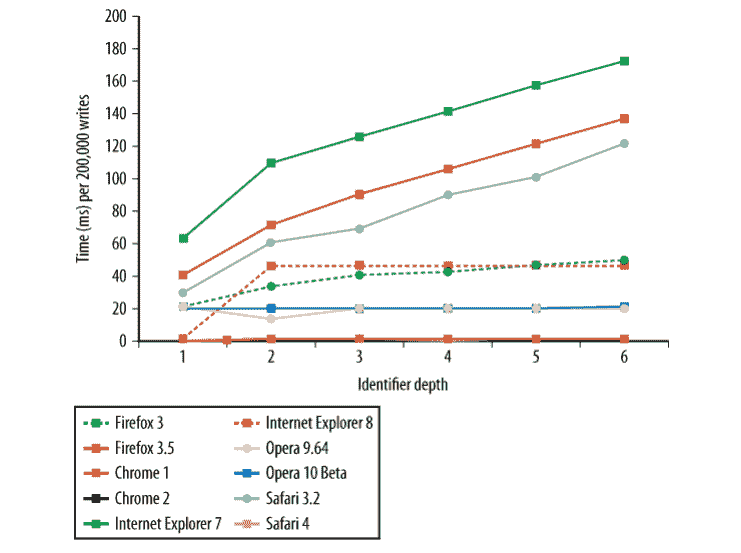 200
180
160
140
120
100
80
60
40
20
0
Time (ms) per 200,000 writes
1 2 3 4 5 6
Identifier depth
Firefox 3 Internet Explorer 8
Firefox 3.5 Opera 9.64
Chrome 1 Opera 10 Beta
Chrome 2 Safari 3.2
Internet Explorer 7 Safari 4